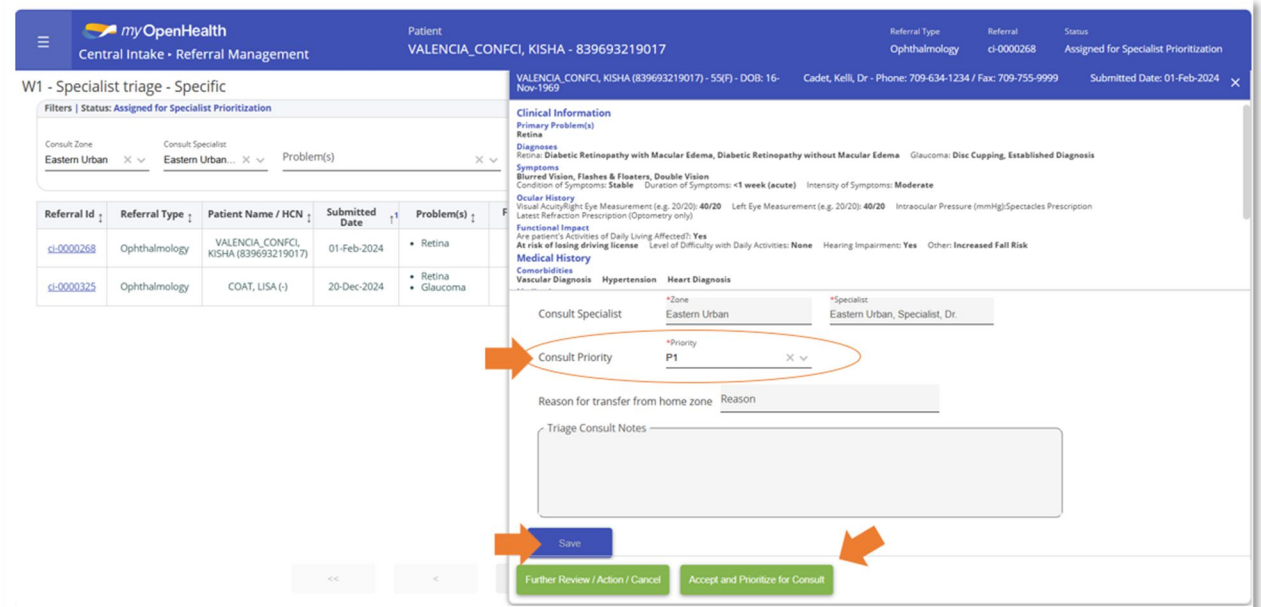 myOpenHealth
Central Intake ▸ Referral Management
Patient
VALENCIA_CONFCI, KISHA - 839693219017
Referral Type
Ophthalmology
Referral
ci-0000268
Status
Assigned for Specialist Prioritization
W1 - Specialist triage - Specific
Filters | Status: Assigned for Specialist Prioritization
Consult Zone
Eastern Urban
Consult Specialist
Eastern Urban...
Problem(s)
Referral Id Referral Type Patient Name / HCN Submitted Date 1 Problem(s) F
ci-0000268 Ophthalmology VALENCIA_CONFCI, KISHA (839693219017) 01-Feb-2024 • Retina
ci-0000325 Ophthalmology COAT, LISA (-) 20-Dec-2024 • Retina
• Glaucoma
<< <
VALENCIA_CONFCI, KISHA (839693219017) - 55(F) - DOB: 16-
Nov-1969
Cadet, Kelli, Dr - Phone: 709-634-1234 / Fax: 709-755-9999
Submitted Date: 01-Feb-2024
Clinical Information
Primary Problem(s)
Retina
Diagnoses
Retina: Diabetic Retinopathy with Macular Edema, Diabetic Retinopathy without Macular Edema Glaucoma: Disc Cupping, Established Diagnosis
Symptoms
Blurred Vision, Flashes & Floaters, Double Vision
Condition of Symptoms: Stable Duration of Symptoms: <1 week (acute) Intensity of Symptoms: Moderate
Ocular History
Visual AcuityRight Eye Measurement (e.g. 20/20): 40/20 Left Eye Measurement (e.g. 20/20): 40/20 Intraocular Pressure (mmHg):Spectacles Prescription
Latest Refraction Prescription (Optometry only)
Functional Impact
Are patient's Activities of Daily Living Affected?: Yes
At risk of losing driving license Level of Difficulty with Daily Activities: None Hearing Impairment: Yes Other: Increased Fall Risk
Medical History
Comorbidities
Vascular Diagnosis Hypertension Heart Diagnosis
Consult Specialist
*Zone
Eastern Urban
*Specialist
Eastern Urban, Specialist, Dr.
Consult Priority
*Priority
P1
Reason for transfer from home zone Reason
Triage Consult Notes
Save
Further Review / Action / Cancel
Accept and Prioritize for Consult